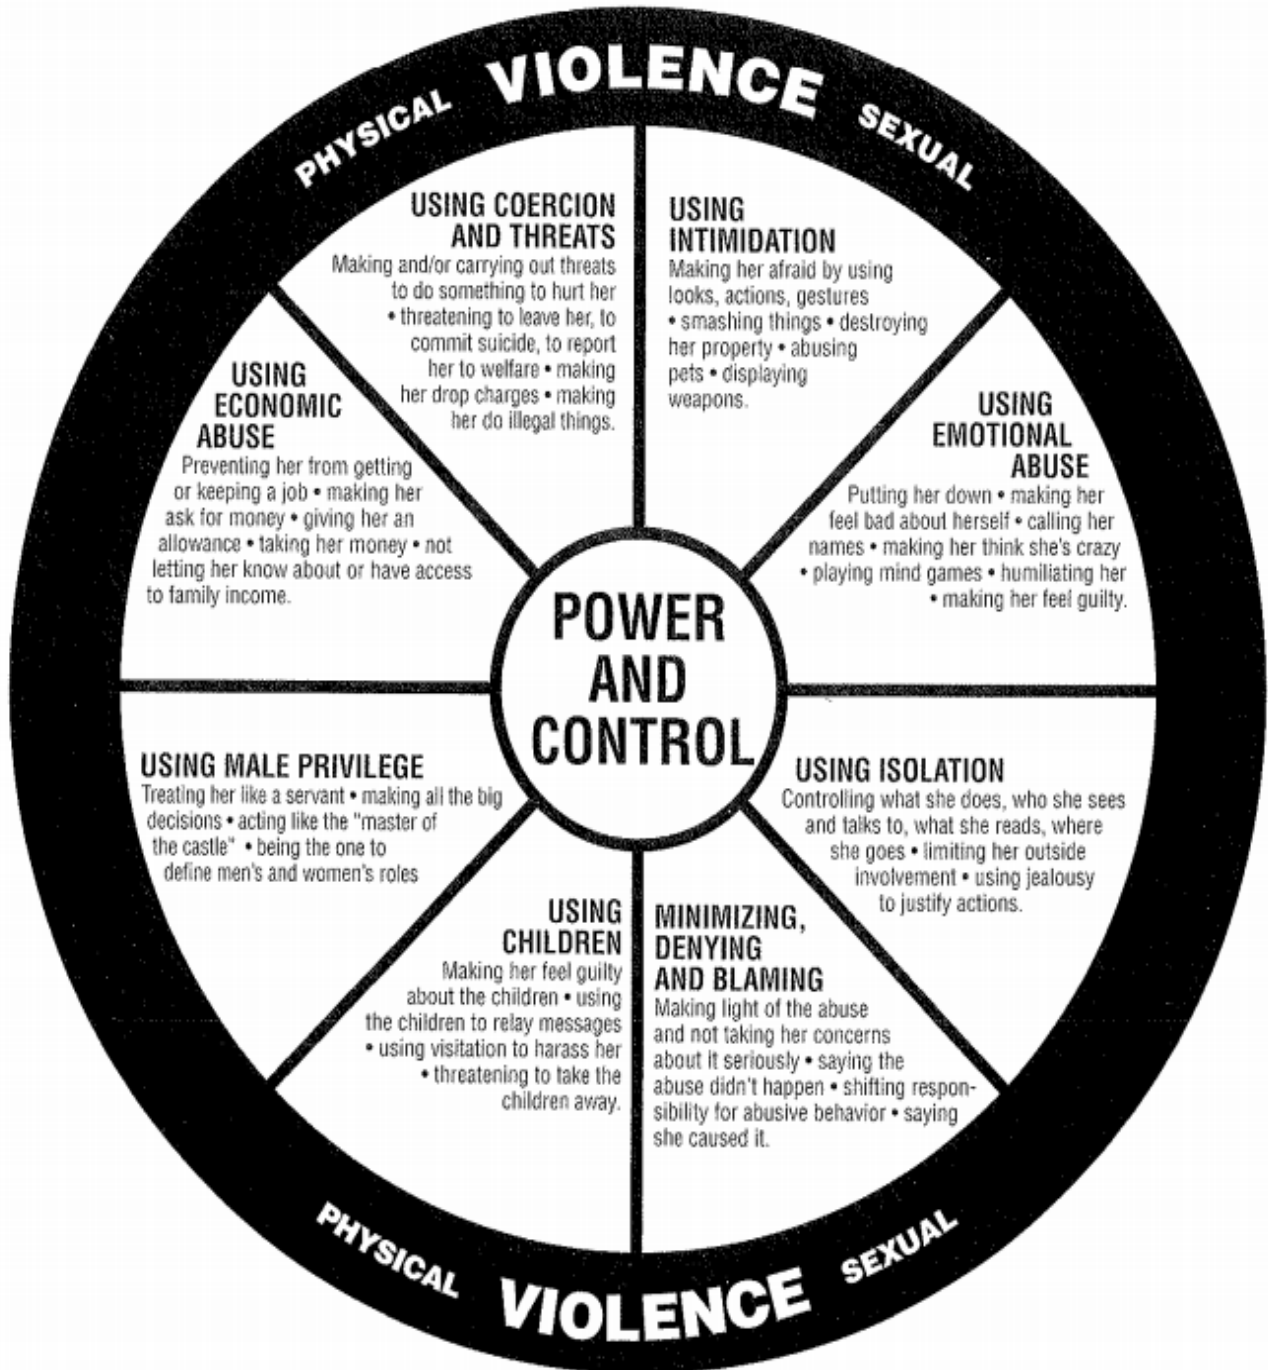 PHYSICAL VIOLENCE SEXUAL
USING COERCION
AND THREATS
Making and/or carrying out threats
to do something to hurt her
• threatening to leave her, to
commit suicide, to report
her to welfare • making
her drop charges • making
her do illegal things.
USING
INTIMIDATION
Making her afraid by using
looks, actions, gestures
• smashing things • destroying
her property • abusing
pets • displaying
weapons.
USING
ECONOMIC
ABUSE
Preventing her from getting
or keeping a job • making her
ask for money • giving her an
allowance • taking her money • not
letting her know about or have access
to family income.
USING
EMOTIONAL
ABUSE
Putting her down • making her
feel bad about herself • calling her
names • making her think she's crazy
• playing mind games • humiliating her
• making her feel guilty.
POWER
AND
CONTROL
USING MALE PRIVILEGE
Treating her like a servant • making all the big
decisions • acting like the "master of
the castle" • being the one to
define men's and women's roles
USING ISOLATION
Controlling what she does, who she sees
and talks to, what she reads, where
she goes • limiting her outside
involvement • using jealousy
to justify actions.
USING
CHILDREN
Making her feel guilty
about the children • using
the children to relay messages
• using visitation to harass her
• threatening to take the
children away.
MINIMIZING,
DENYING
AND BLAMING
Making light of the abuse
and not taking her concerns
about it seriously • saying the
abuse didn't happen • shifting respon-
sibility for abusive behavior • saying
she caused it.
PHYSICAL VIOLENCE SEXUAL